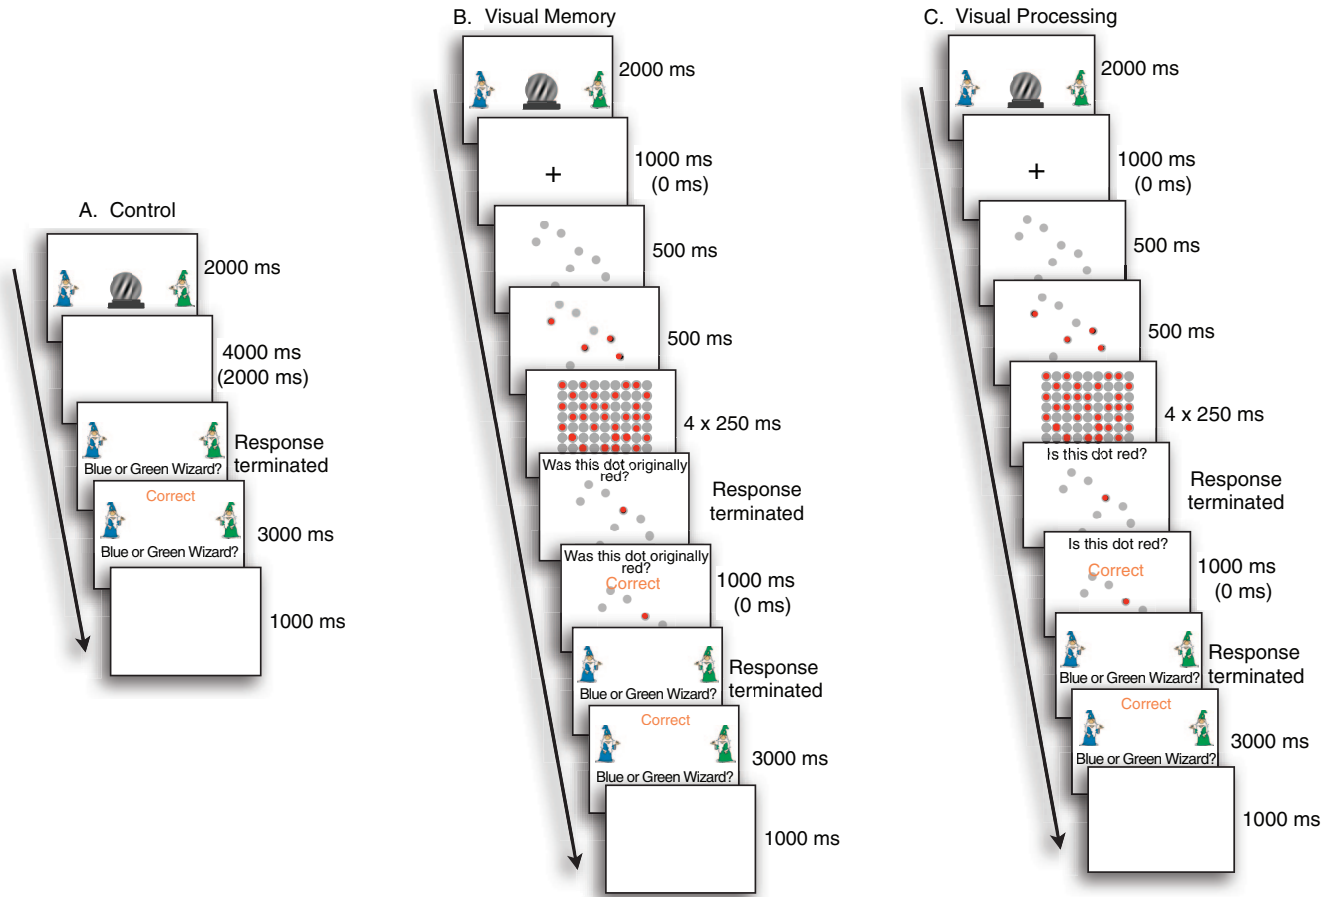 A. Control
2000 ms
4000 ms
(2000 ms)
Response
terminated
Blue or Green Wizard?
Correct
3000 ms
Blue or Green Wizard?
1000 ms
B. Visual Memory
2000 ms
+
1000 ms
(0 ms)
500 ms
500 ms
4 x 250 ms
Was this dot originally
red?
Response
terminated
Was this dot originally
red?
Correct
1000 ms
(0 ms)
Response
terminated
Blue or Green Wizard?
Correct
3000 ms
Blue or Green Wizard?
1000 ms
C. Visual Processing
2000 ms
+
1000 ms
(0 ms)
500 ms
500 ms
4 x 250 ms
Is this dot red?
Response
terminated
Is this dot red?
Correct
1000 ms
(0 ms)
Response
terminated
Blue or Green Wizard?
Correct
3000 ms
Blue or Green Wizard?
1000 ms